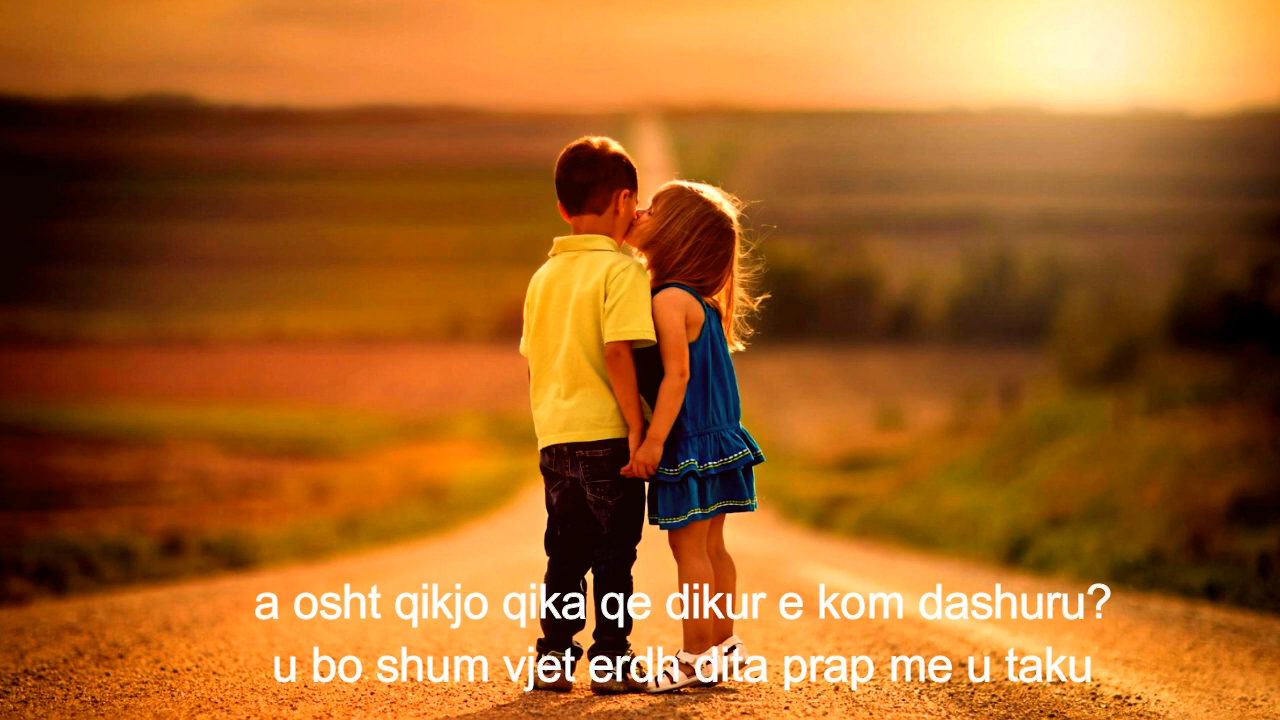 a osht qikjo qika qe dikur e kom dashuru?
u bo shum vjet erdh dita prap me u taku